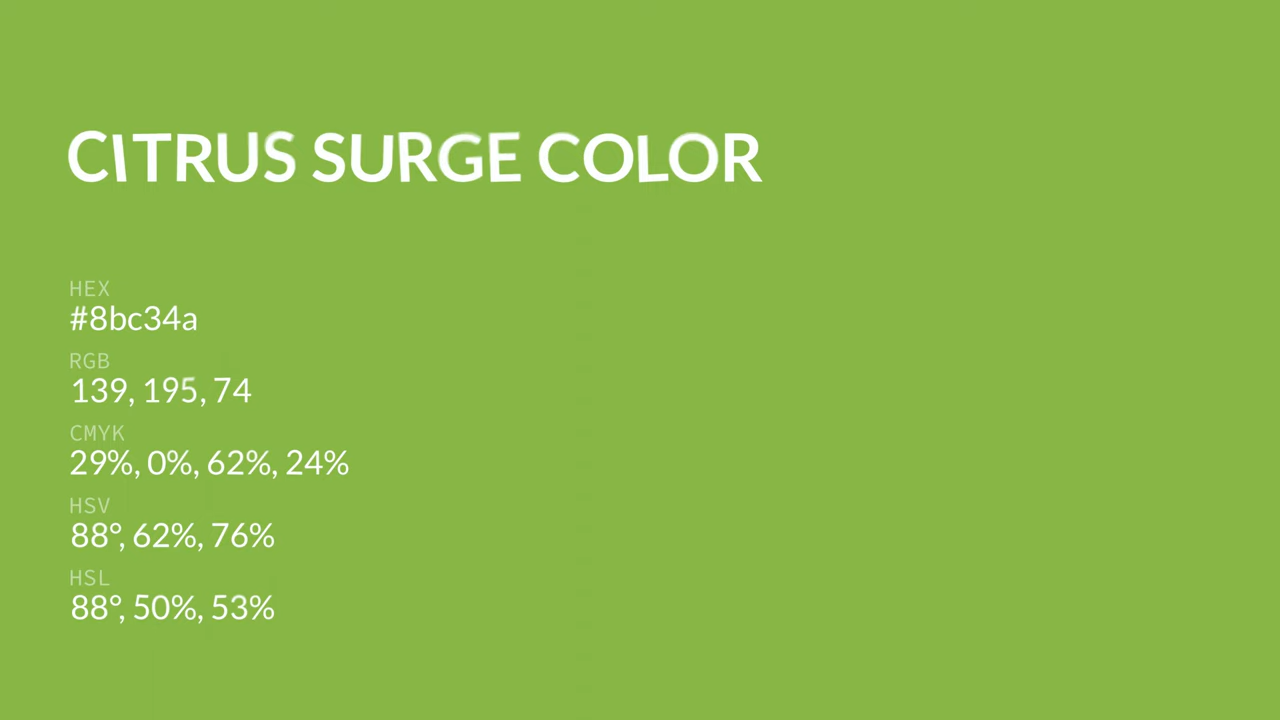 CITRUS SURGE COLOR
HEX
#8bc34a
RGB
139, 195, 74
CMYK
29%, 0%, 62%, 24%
HSV
88°, 62%, 76%
HSL
88°, 50%, 53%